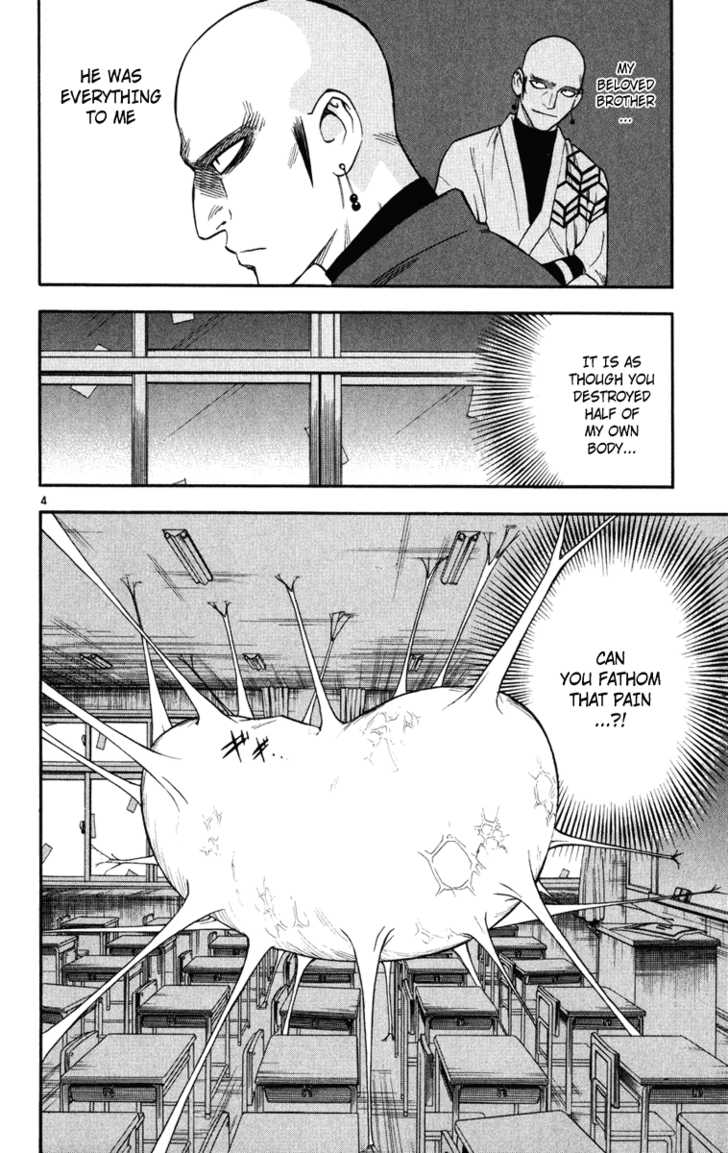 MY
BELOVED
BROTHER
...
HE WAS
EVERYTHING
TO ME
IT IS AS
THOUGH YOU
DESTROYED
HALF OF
MY OWN
BODY...
4
CAN
YOU FATHOM
THAT PAIN
...?!
ギギ...